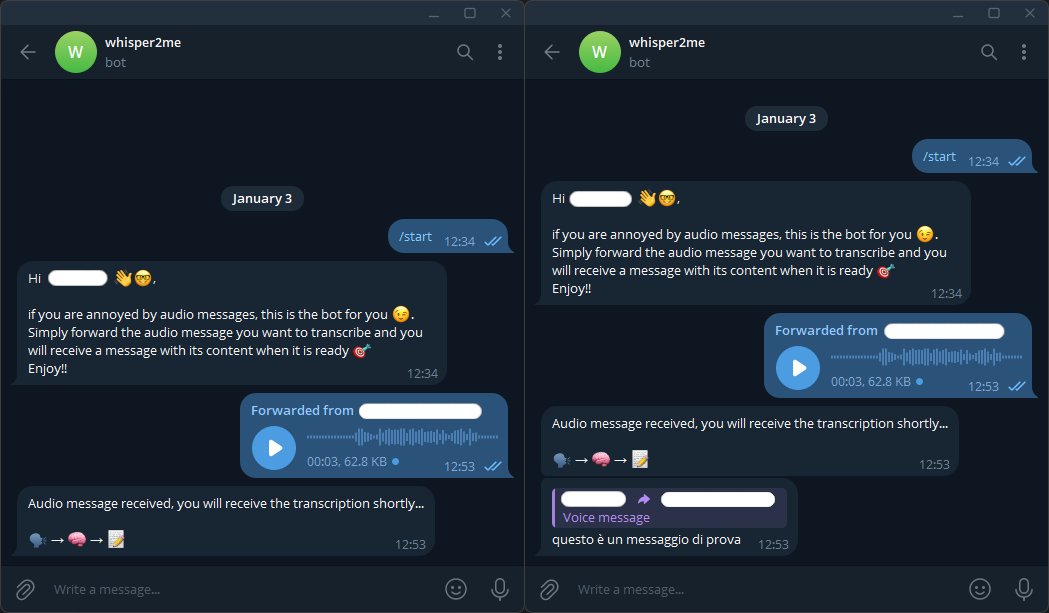 W
whisper2me
bot
January 3
/start 12:34
Hi 👋🤓,
if you are annoyed by audio messages, this is the bot for you 😉.
Simply forward the audio message you want to transcribe and you
will receive a message with its content when it is ready 🎯
Enjoy!!
12:34
Forwarded from
00:03, 62.8 KB
12:53
Audio message received, you will receive the transcription shortly...
🗣️ → 🧠 → 📝
12:53
Write a message...
W
whisper2me
bot
January 3
/start 12:34
Hi 👋🤓,
if you are annoyed by audio messages, this is the bot for you 😉.
Simply forward the audio message you want to transcribe and you
will receive a message with its content when it is ready 🎯
Enjoy!!
12:34
Forwarded from
00:03, 62.8 KB
12:53
Audio message received, you will receive the transcription shortly...
🗣️ → 🧠 → 📝
12:53
Voice message
questo è un messaggio di prova 12:53
Write a message...